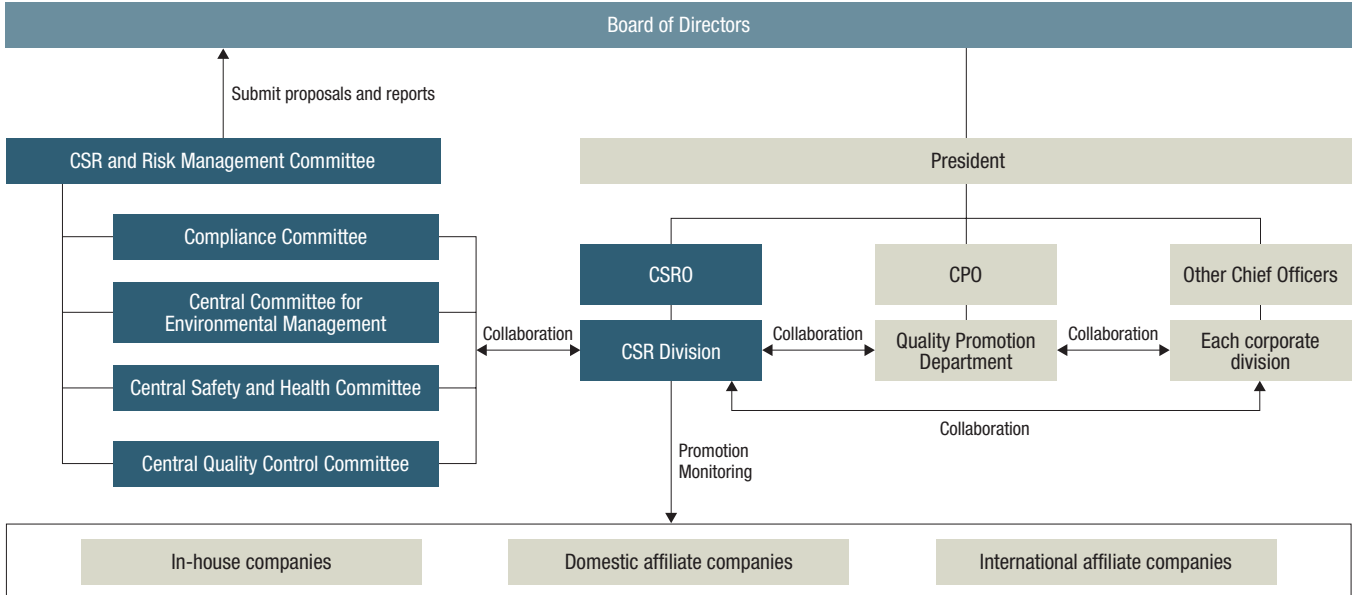 Board of Directors
Submit proposals and reports
CSR and Risk Management Committee
President
Compliance Committee
Central Committee for
Environmental Management
Central Safety and Health Committee
Central Quality Control Committee
Collaboration
CSRO
CPO
Other Chief Officers
CSR Division
Collaboration
Quality Promotion
Department
Collaboration
Each corporate
division
Collaboration
Promotion
Monitoring
In-house companies
Domestic affiliate companies
International affiliate companies